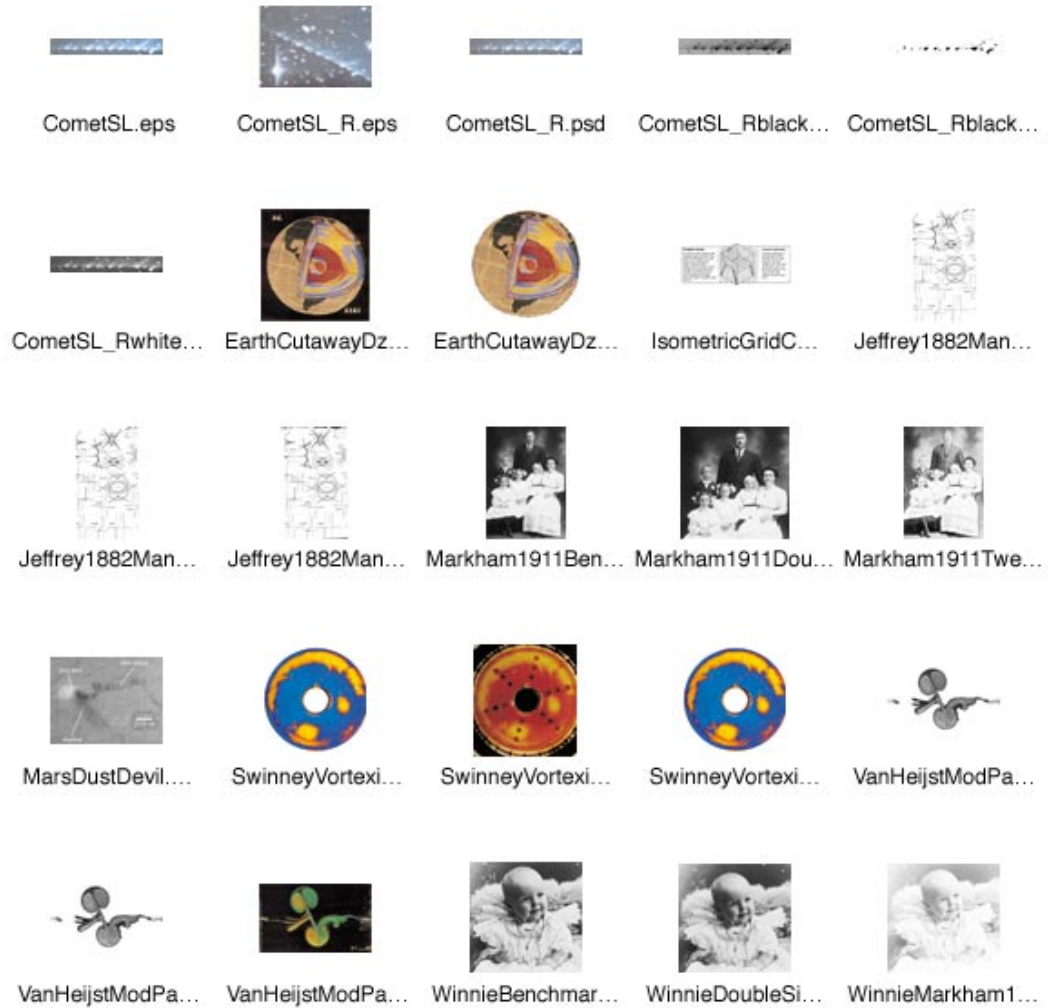 CometSL.eps
CometSL_R.eps
CometSL_R.psd
CometSL_Rblack…
CometSL_Rblack…
CometSL_Rwhite…
EarthCutawayDz…
EarthCutawayDz…
IsometricGridC…
Jeffrey1882Man…
Jeffrey1882Man…
Jeffrey1882Man…
Markham1911Ben…
Markham1911Dou…
Markham1911Twe…
MarsDustDevil.…
SwinneyVortexi…
SwinneyVortexi…
SwinneyVortexi…
VanHeijstModPa…
VanHeijstModPa…
VanHeijstModPa…
WinnieBenchmar…
WinnieDoubleSi…
WinnieMarkham1…